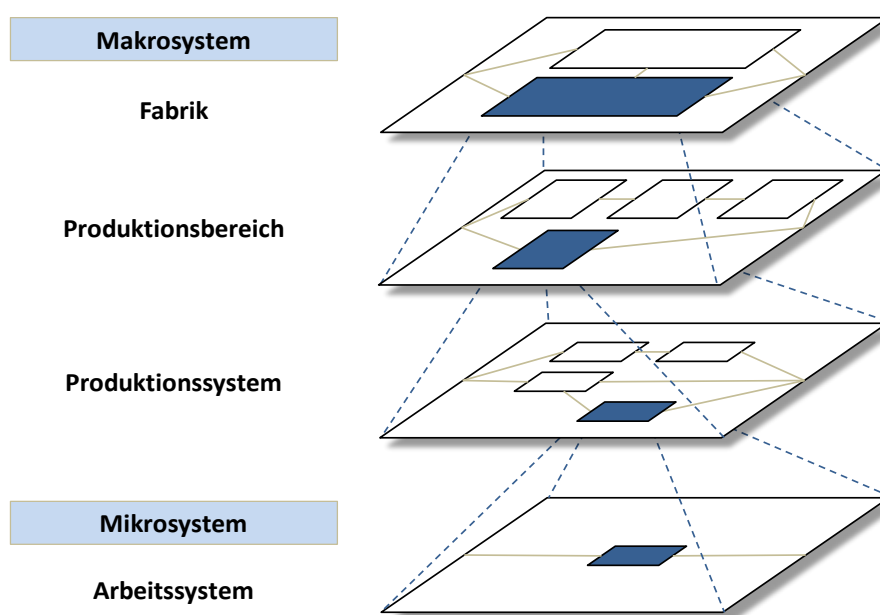 Makrosystem
Fabrik
Produktionsbereich
Produktionssystem
Mikrosystem
Arbeitssystem